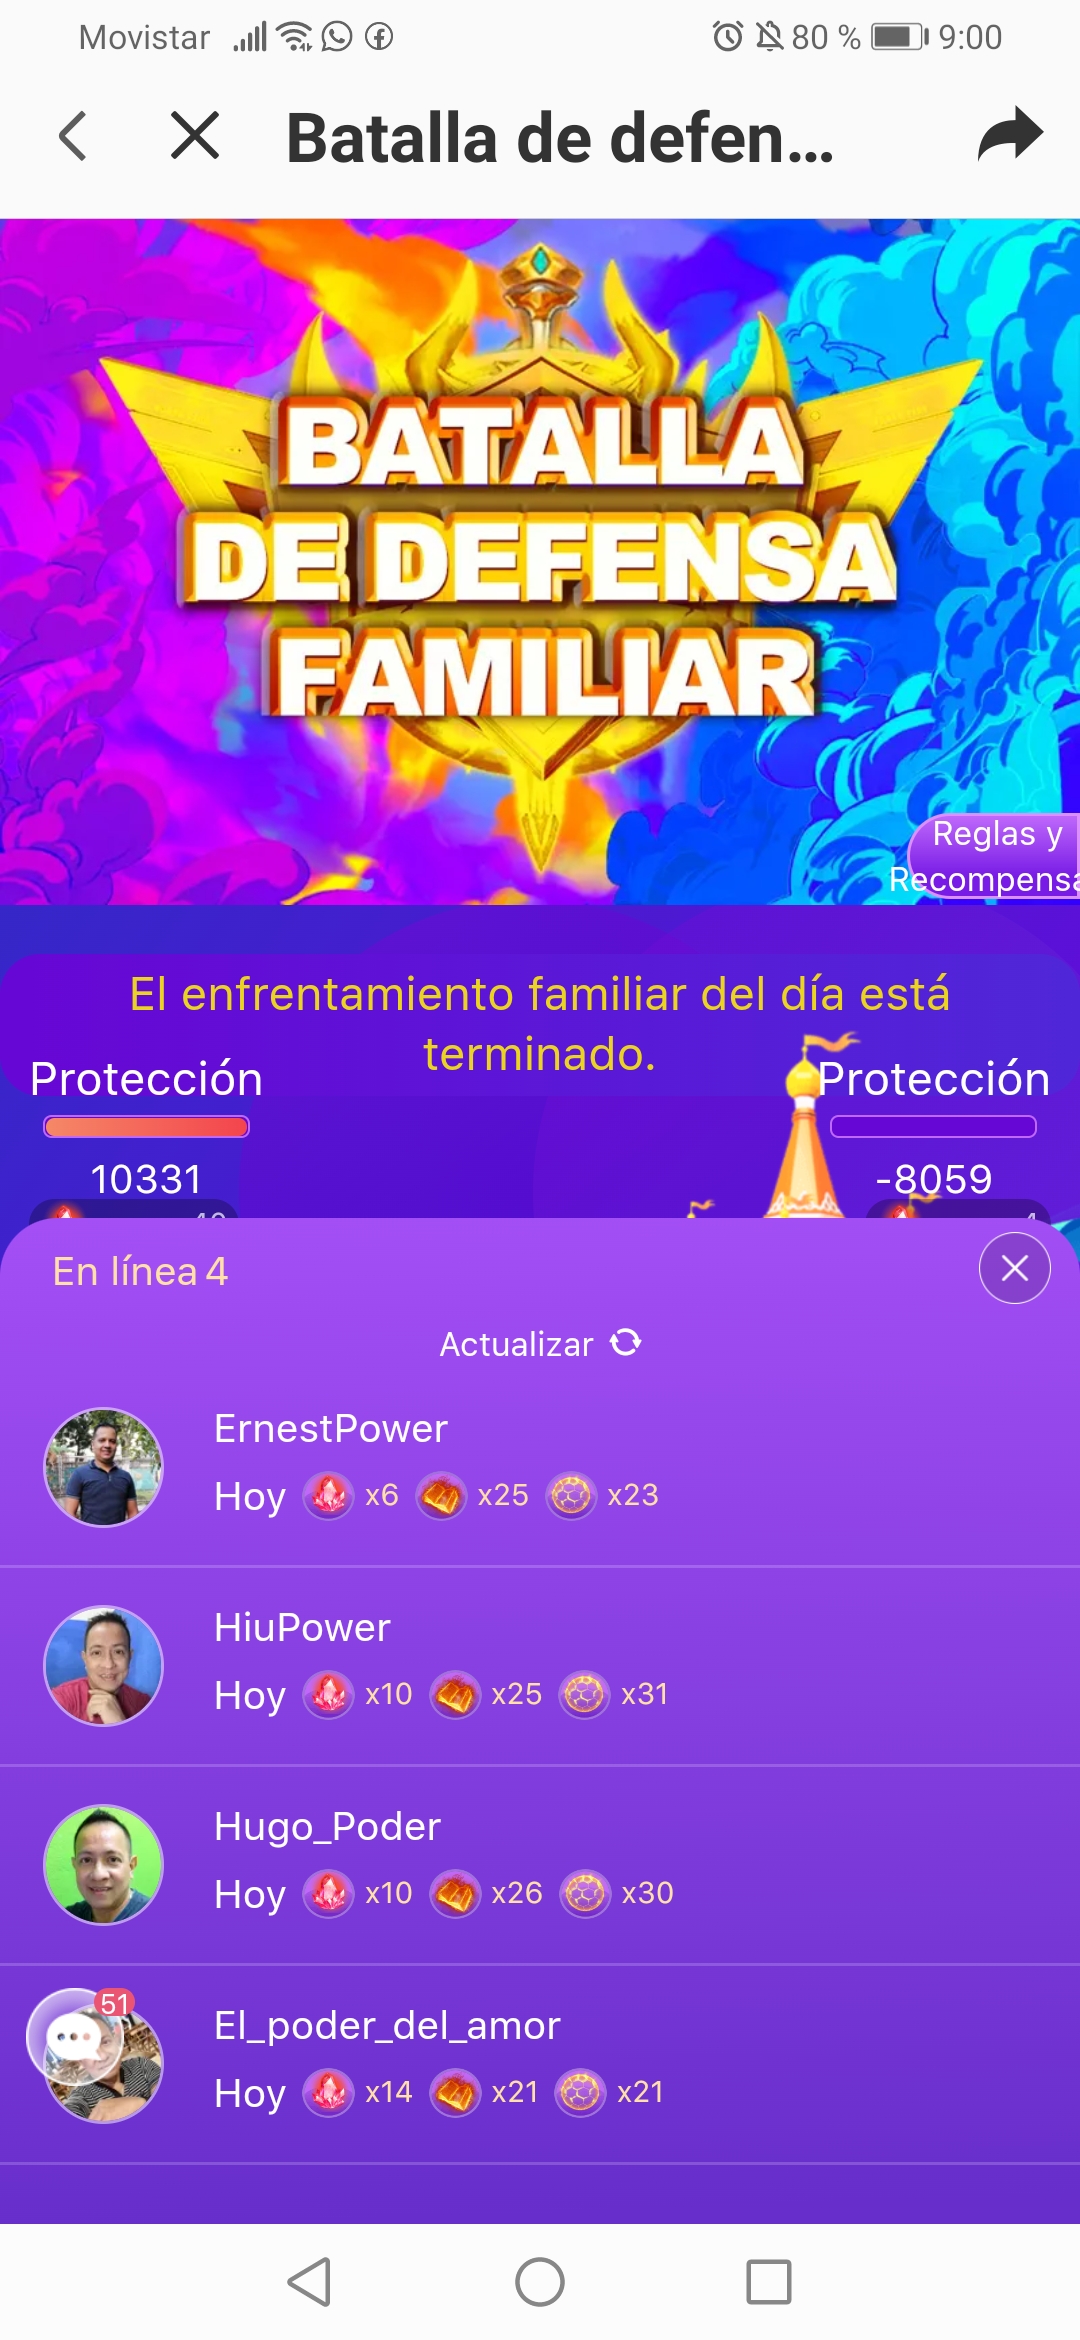 Movistar 80 % 9:00
Batalla de defen...
BATALLA
DE DEFENSA
FAMILIAR
Reglas y
Recompensa
El enfrentamiento familiar del día está
terminado.
Protección Protección
10331 -8059
En línea 4
Actualizar
ErnestPower
Hoy x6 x25 x23
HiuPower
Hoy x10 x25 x31
Hugo_Poder
Hoy x10 x26 x30
51
El_poder_del_amor
Hoy x14 x21 x21